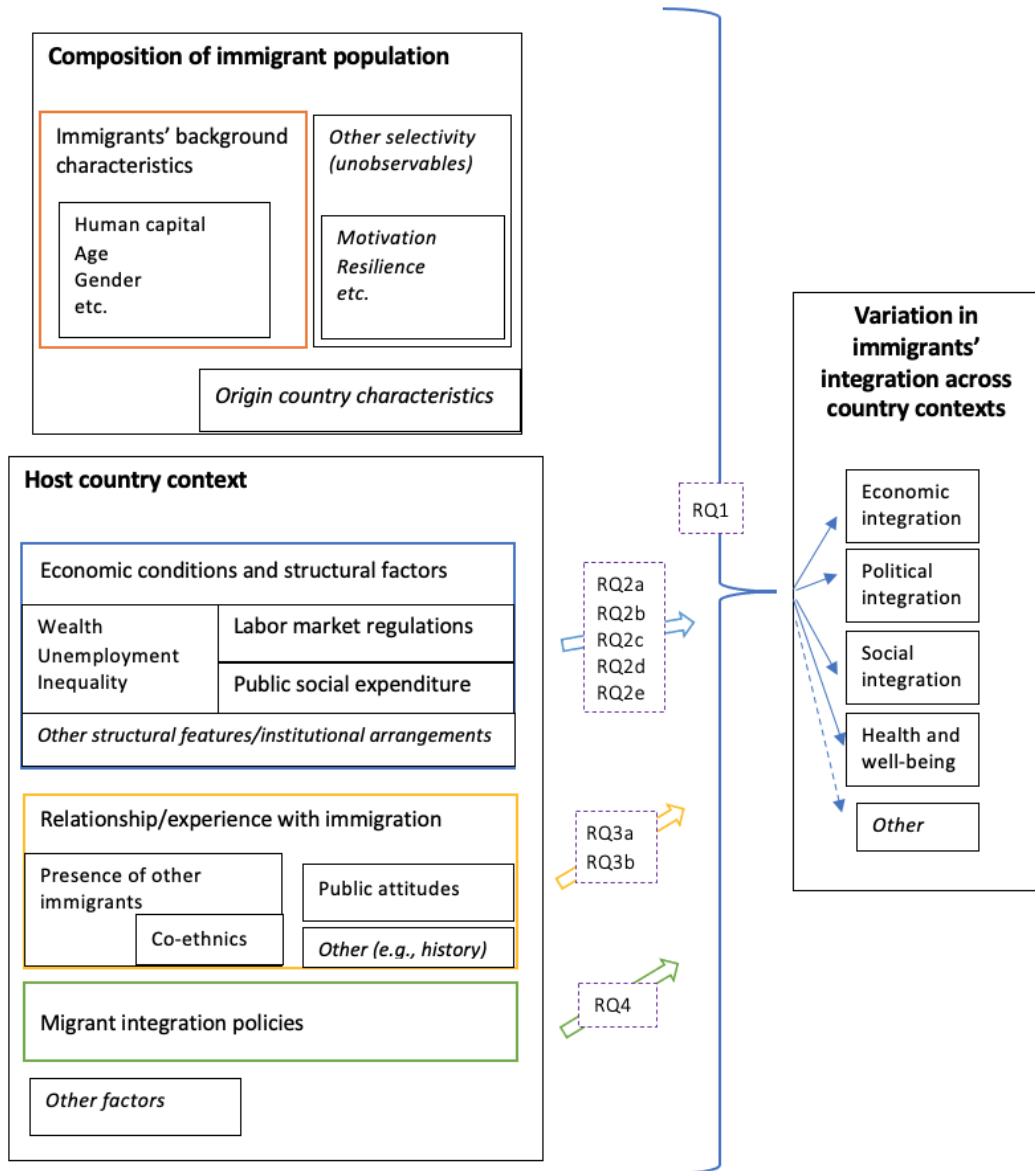 Composition of immigrant population
Immigrants’ background
characteristics
Human capital
Age
Gender
etc.
Other selectivity
(unobservables)
Motivation
Resilience
etc.
Origin country characteristics
Host country context
Economic conditions and structural factors
Wealth
Unemployment
Inequality
Labor market regulations
Public social expenditure
Other structural features/institutional arrangements
Relationship/experience with immigration
Presence of other
immigrants
Co-ethnics
Public attitudes
Other (e.g., history)
Migrant integration policies
Other factors
RQ1
RQ2a
RQ2b
RQ2c
RQ2d
RQ2e
RQ3a
RQ3b
RQ4
Variation in
immigrants’
integration across
country contexts
Economic
integration
Political
integration
Social
integration
Health and
well-being
Other